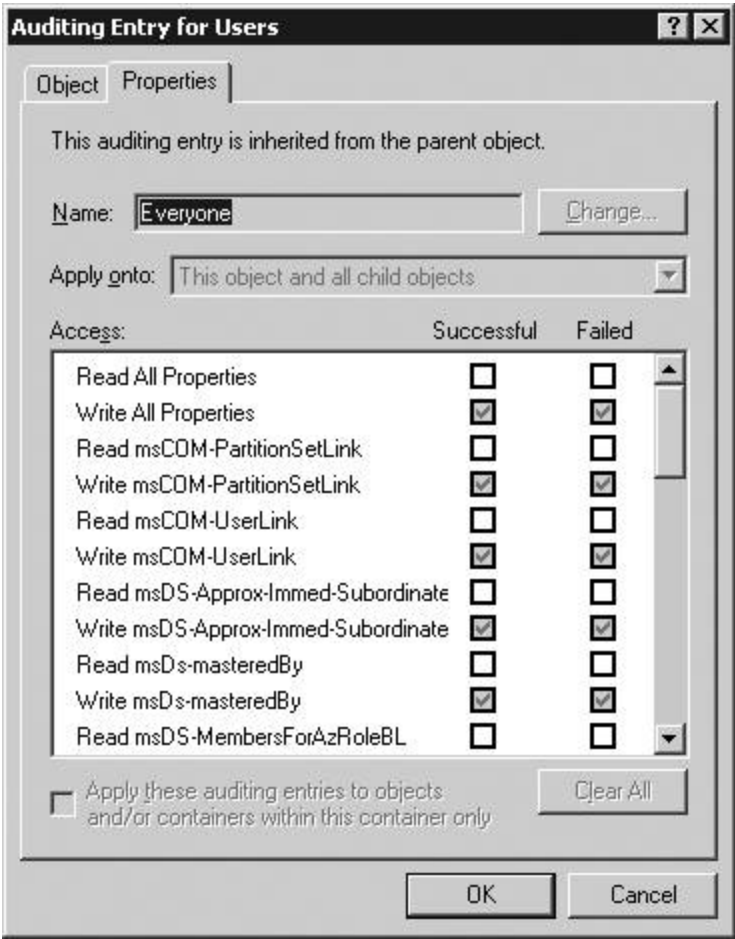 Auditing Entry for Users
Object Properties
This auditing entry is inherited from the parent object.
Name: Everyone Change...
Apply onto: This object and all child objects
Access: Successful Failed
Read All Properties
Write All Properties
Read msCOM-PartitionSetLink
Write msCOM-PartitionSetLink
Read msCOM-UserLink
Write msCOM-UserLink
Read msDS-Approx-Immed-Subordinate
Write msDS-Approx-Immed-Subordinate
Read msDs-masteredBy
Write msDs-masteredBy
Read msDS-MembersForAzRoleBL
Apply these auditing entries to objects
and/or containers within this container only
Clear All
OK Cancel